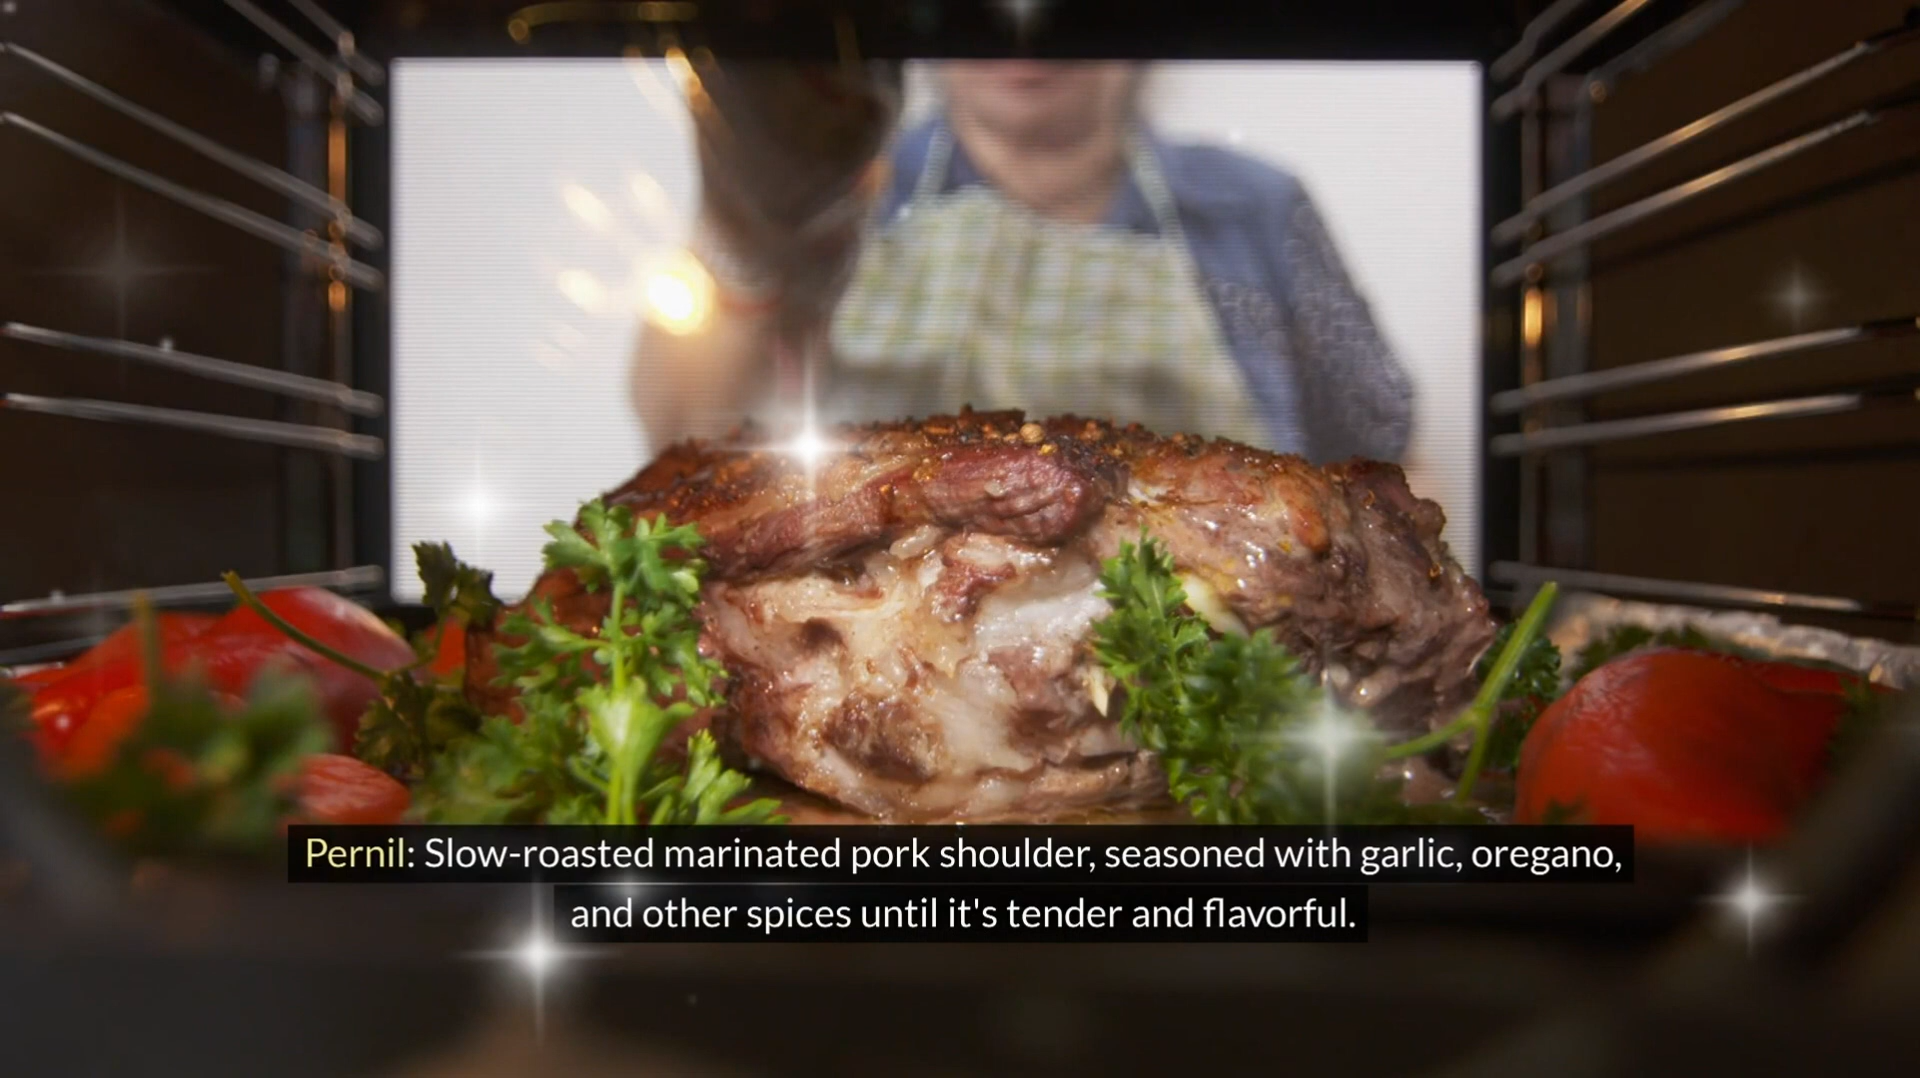 Pernil: Slow-roasted marinated pork shoulder, seasoned with garlic, oregano,
and other spices until it's tender and flavorful.